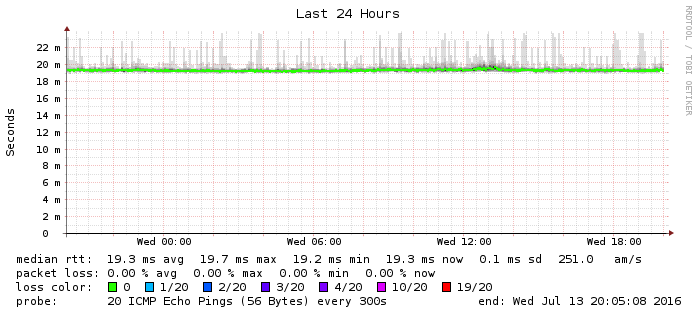 Last 24 Hours
RRDTOOL / TOBI OETIKER
Seconds
22 m
20 m
18 m
16 m
14 m
12 m
10 m
8 m
6 m
4 m
2 m
0
Wed 00:00 Wed 06:00 Wed 12:00 Wed 18:00
median rtt: 19.3 ms avg 19.7 ms max 19.2 ms min 19.3 ms now 0.1 ms sd 251.0 am/s
packet loss: 0.00 % avg 0.00 % max 0.00 % min 0.00 % now
loss color: 0 1/20 2/20 3/20 4/20 10/20 19/20
probe: 20 ICMP Echo Pings (56 Bytes) every 300s end: Wed Jul 13 20:05:08 2016